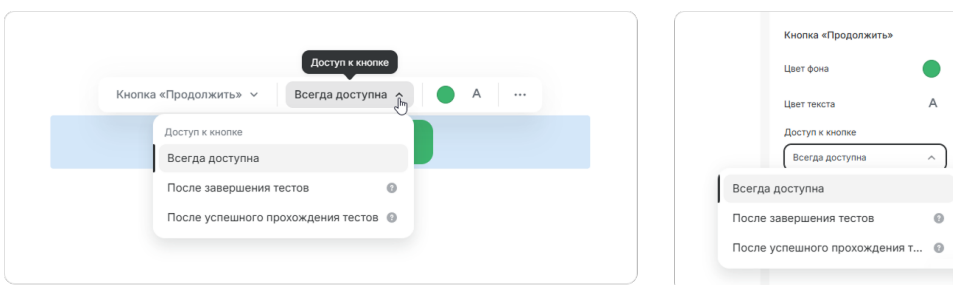 Доступ к кнопке
Кнопка «Продолжить»
Всегда доступна
A
...
Доступ к кнопке
Всегда доступна
После завершения тестов
?
После успешного прохождения тестов
?
Кнопка «Продолжить»
Цвет фона
Цвет текста
A
Доступ к кнопке
Всегда доступна
Всегда доступна
После завершения тестов
?
После успешного прохождения т...
?